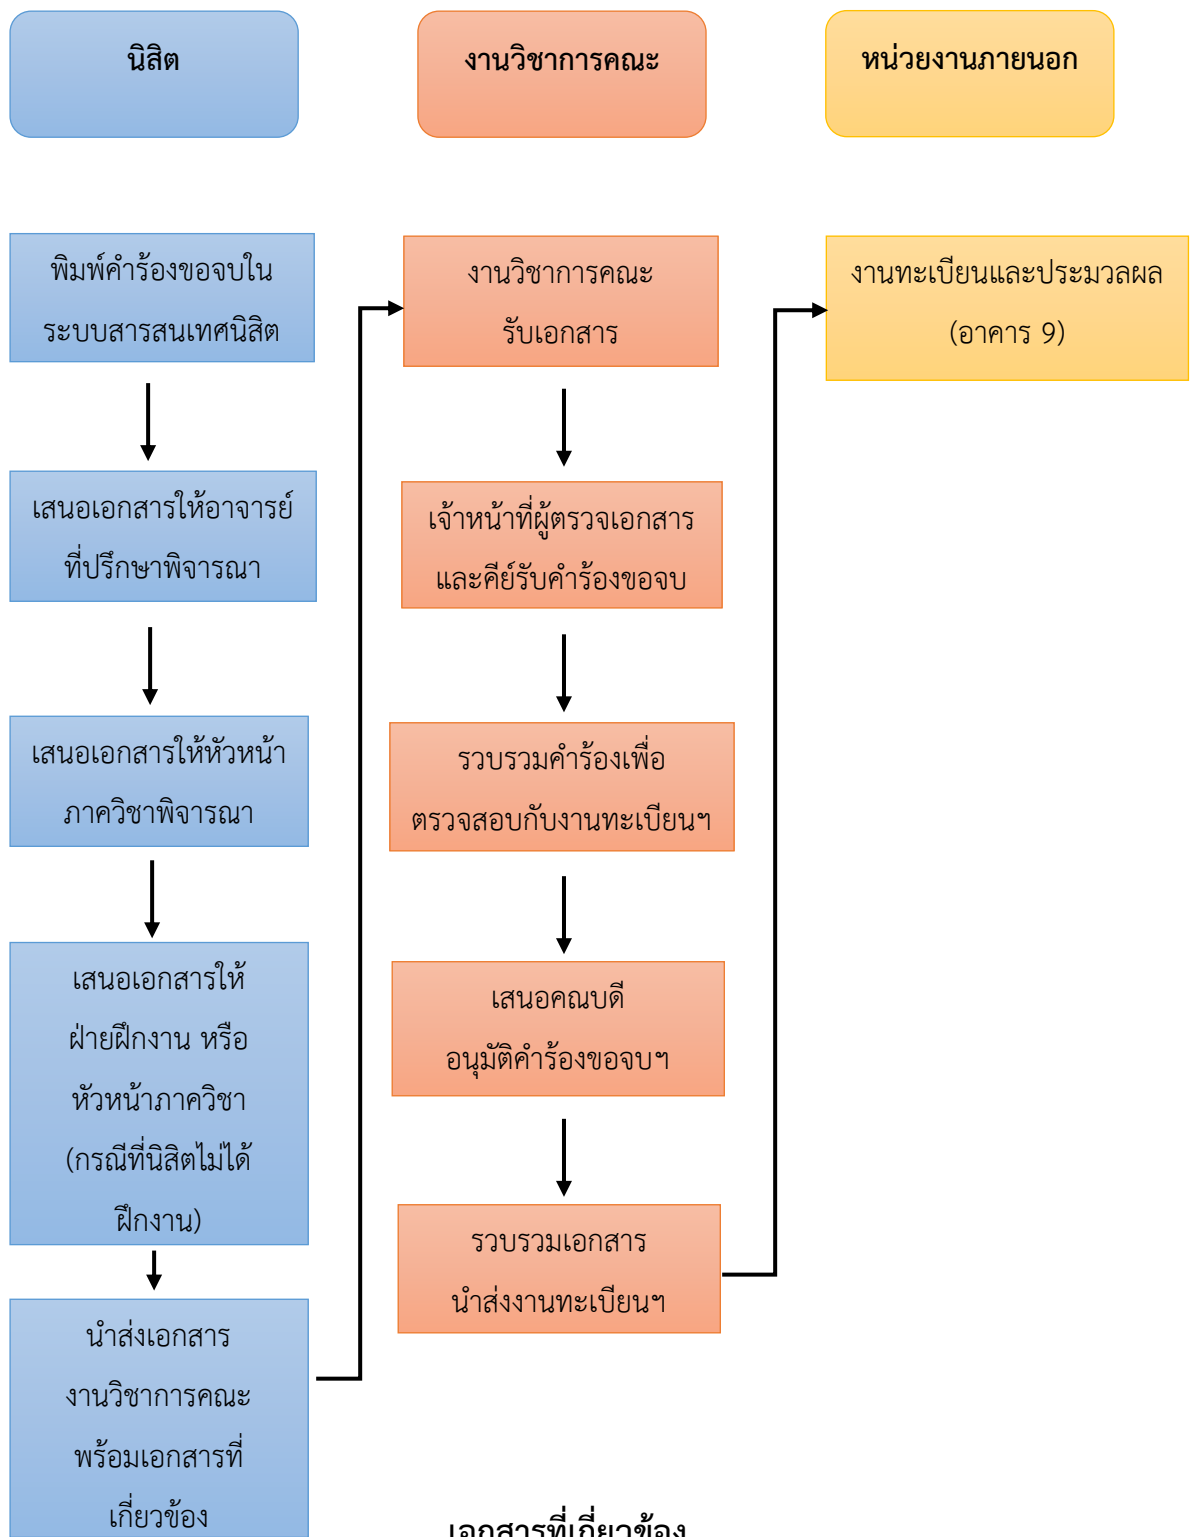 นิสิต
งานวิชาการคณะ
หน่วยงานภายนอก
พิมพ์คำร้องขอจบใน
ระบบสารสนเทศนิสิต
เสนอเอกสารให้อาจารย์
ที่ปรึกษาพิจารณา
เสนอเอกสารให้หัวหน้า
ภาควิชาพิจารณา
เสนอเอกสารให้
ฝ่ายฝึกงาน หรือ
หัวหน้าภาควิชา
(กรณีที่นิสิตไม่ได้
ฝึกงาน)
นำส่งเอกสาร
งานวิชาการคณะ
พร้อมเอกสารที่
เกี่ยวข้อง
งานวิชาการคณะ
รับเอกสาร
เจ้าหน้าที่ผู้ตรวจเอกสาร
และคีย์รับคำร้องขอจบ
รวบรวมคำร้องเพื่อ
ตรวจสอบกับงานทะเบียนฯ
เสนอคณบดี
อนุมัติคำร้องขอจบฯ
รวบรวมเอกสาร
นำส่งงานทะเบียนฯ
งานทะเบียนและประมวลผล
(อาคาร 9)
เอกสารที่เกี่ยวข้อง